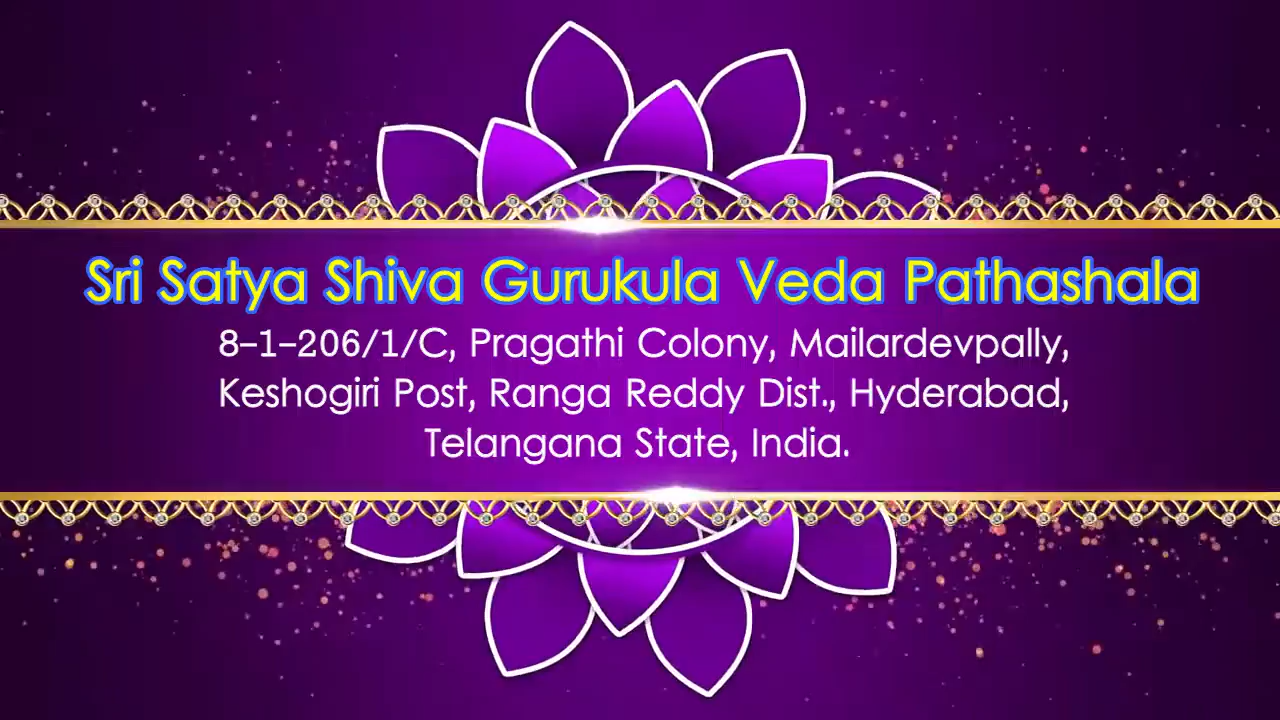 Sri Satya Shiva Gurukula Veda Pathashala
8-1-206/1/C, Pragathi Colony, Mailardevpally,
Keshogiri Post, Ranga Reddy Dist., Hyderabad,
Telangana State, India.